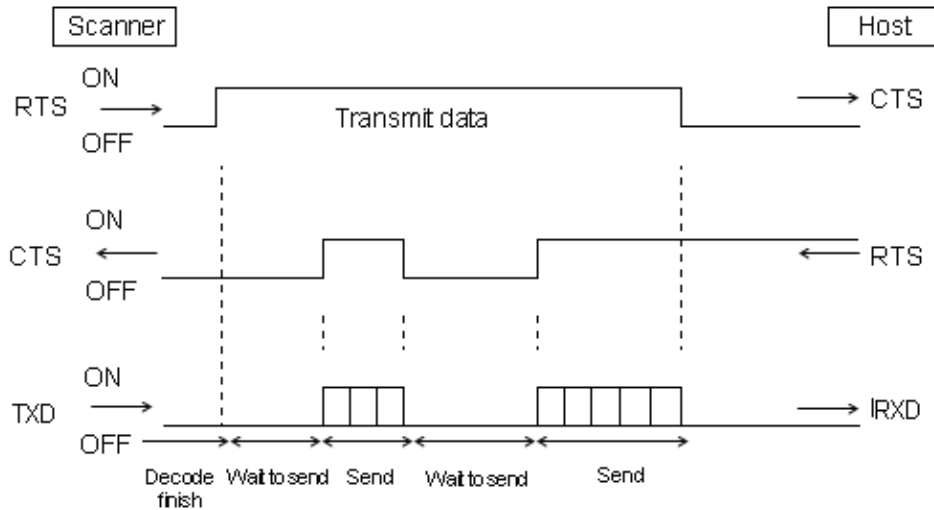 Scanner
Host
ON
RTS
CTS
Transmit data
OFF
ON
CTS
RTS
OFF
ON
TXD
IRXD
OFF
Decode finish
Wait to send
Send
Wait to send
Send